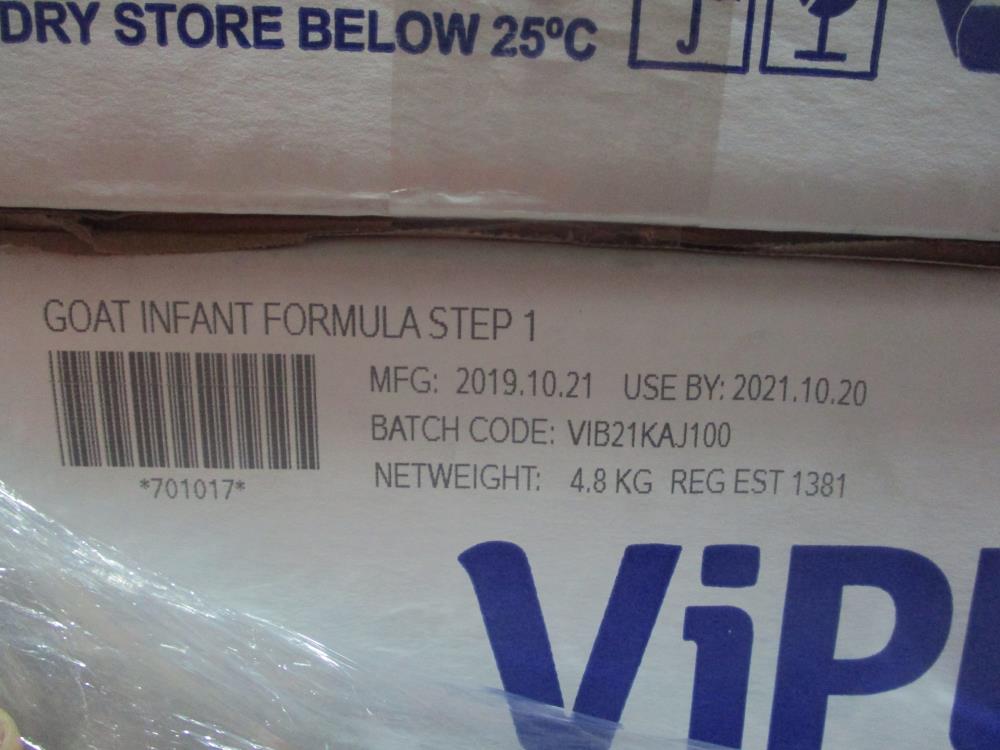 DRY STORE BELOW 25ºC
GOAT INFANT FORMULA STEP 1
MFG: 2019.10.21 USE BY: 2021.10.20
BATCH CODE: VIB21KAJ100
*701017*
NETWEIGHT: 4.8 KG REG EST 1381
ViP